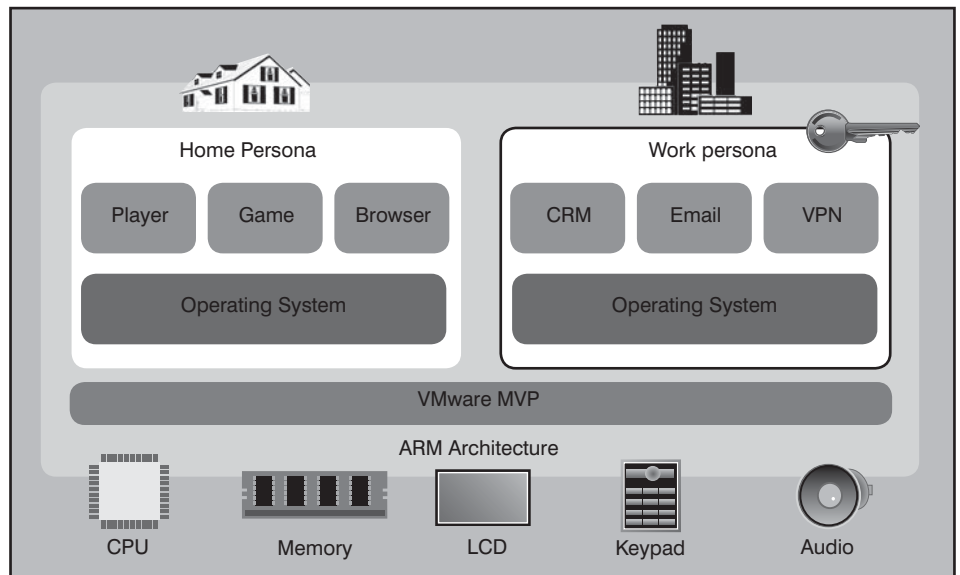 Home Persona
Work persona
Player
Game
Browser
CRM
Email
VPN
Operating System
Operating System
VMware MVP
ARM Architecture
CPU
Memory
LCD
Keypad
Audio